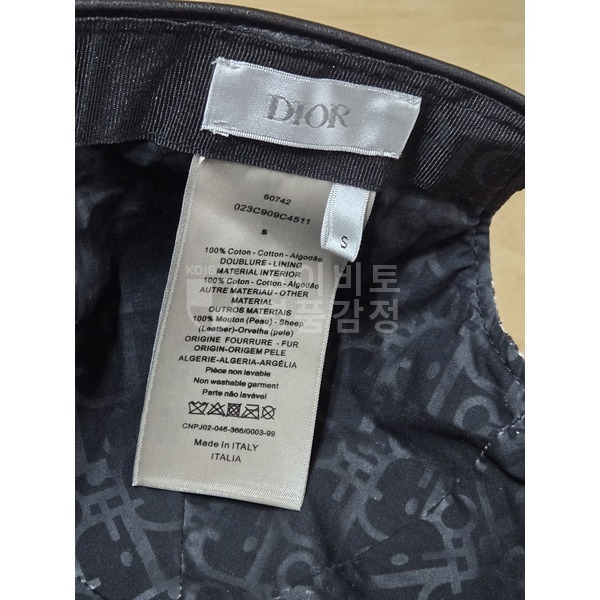 DIOR
S
60742
023C909C4511
S
100% Coton - Cotton - Algodão
DOUBLURE - LINING
MATERIAL INTERIOR
100% Coton - Cotton - Algodão
AUTRE MATERIAU - OTHER
MATERIAL
OUTROS MATERIAIS
100% Mouton (Peau) - Sheep
(Leather)-Orvelha (pele)
ORIGINE FOURRURE - FUR
ORIGIN-ORIGEM PELE
ALGERIE-ALGERIA-ARGÉLIA
Pièce non lavable
Non washable garment
Parte não lavável
CNPJ02-046-366/0003-99
Made in ITALY
ITALIA